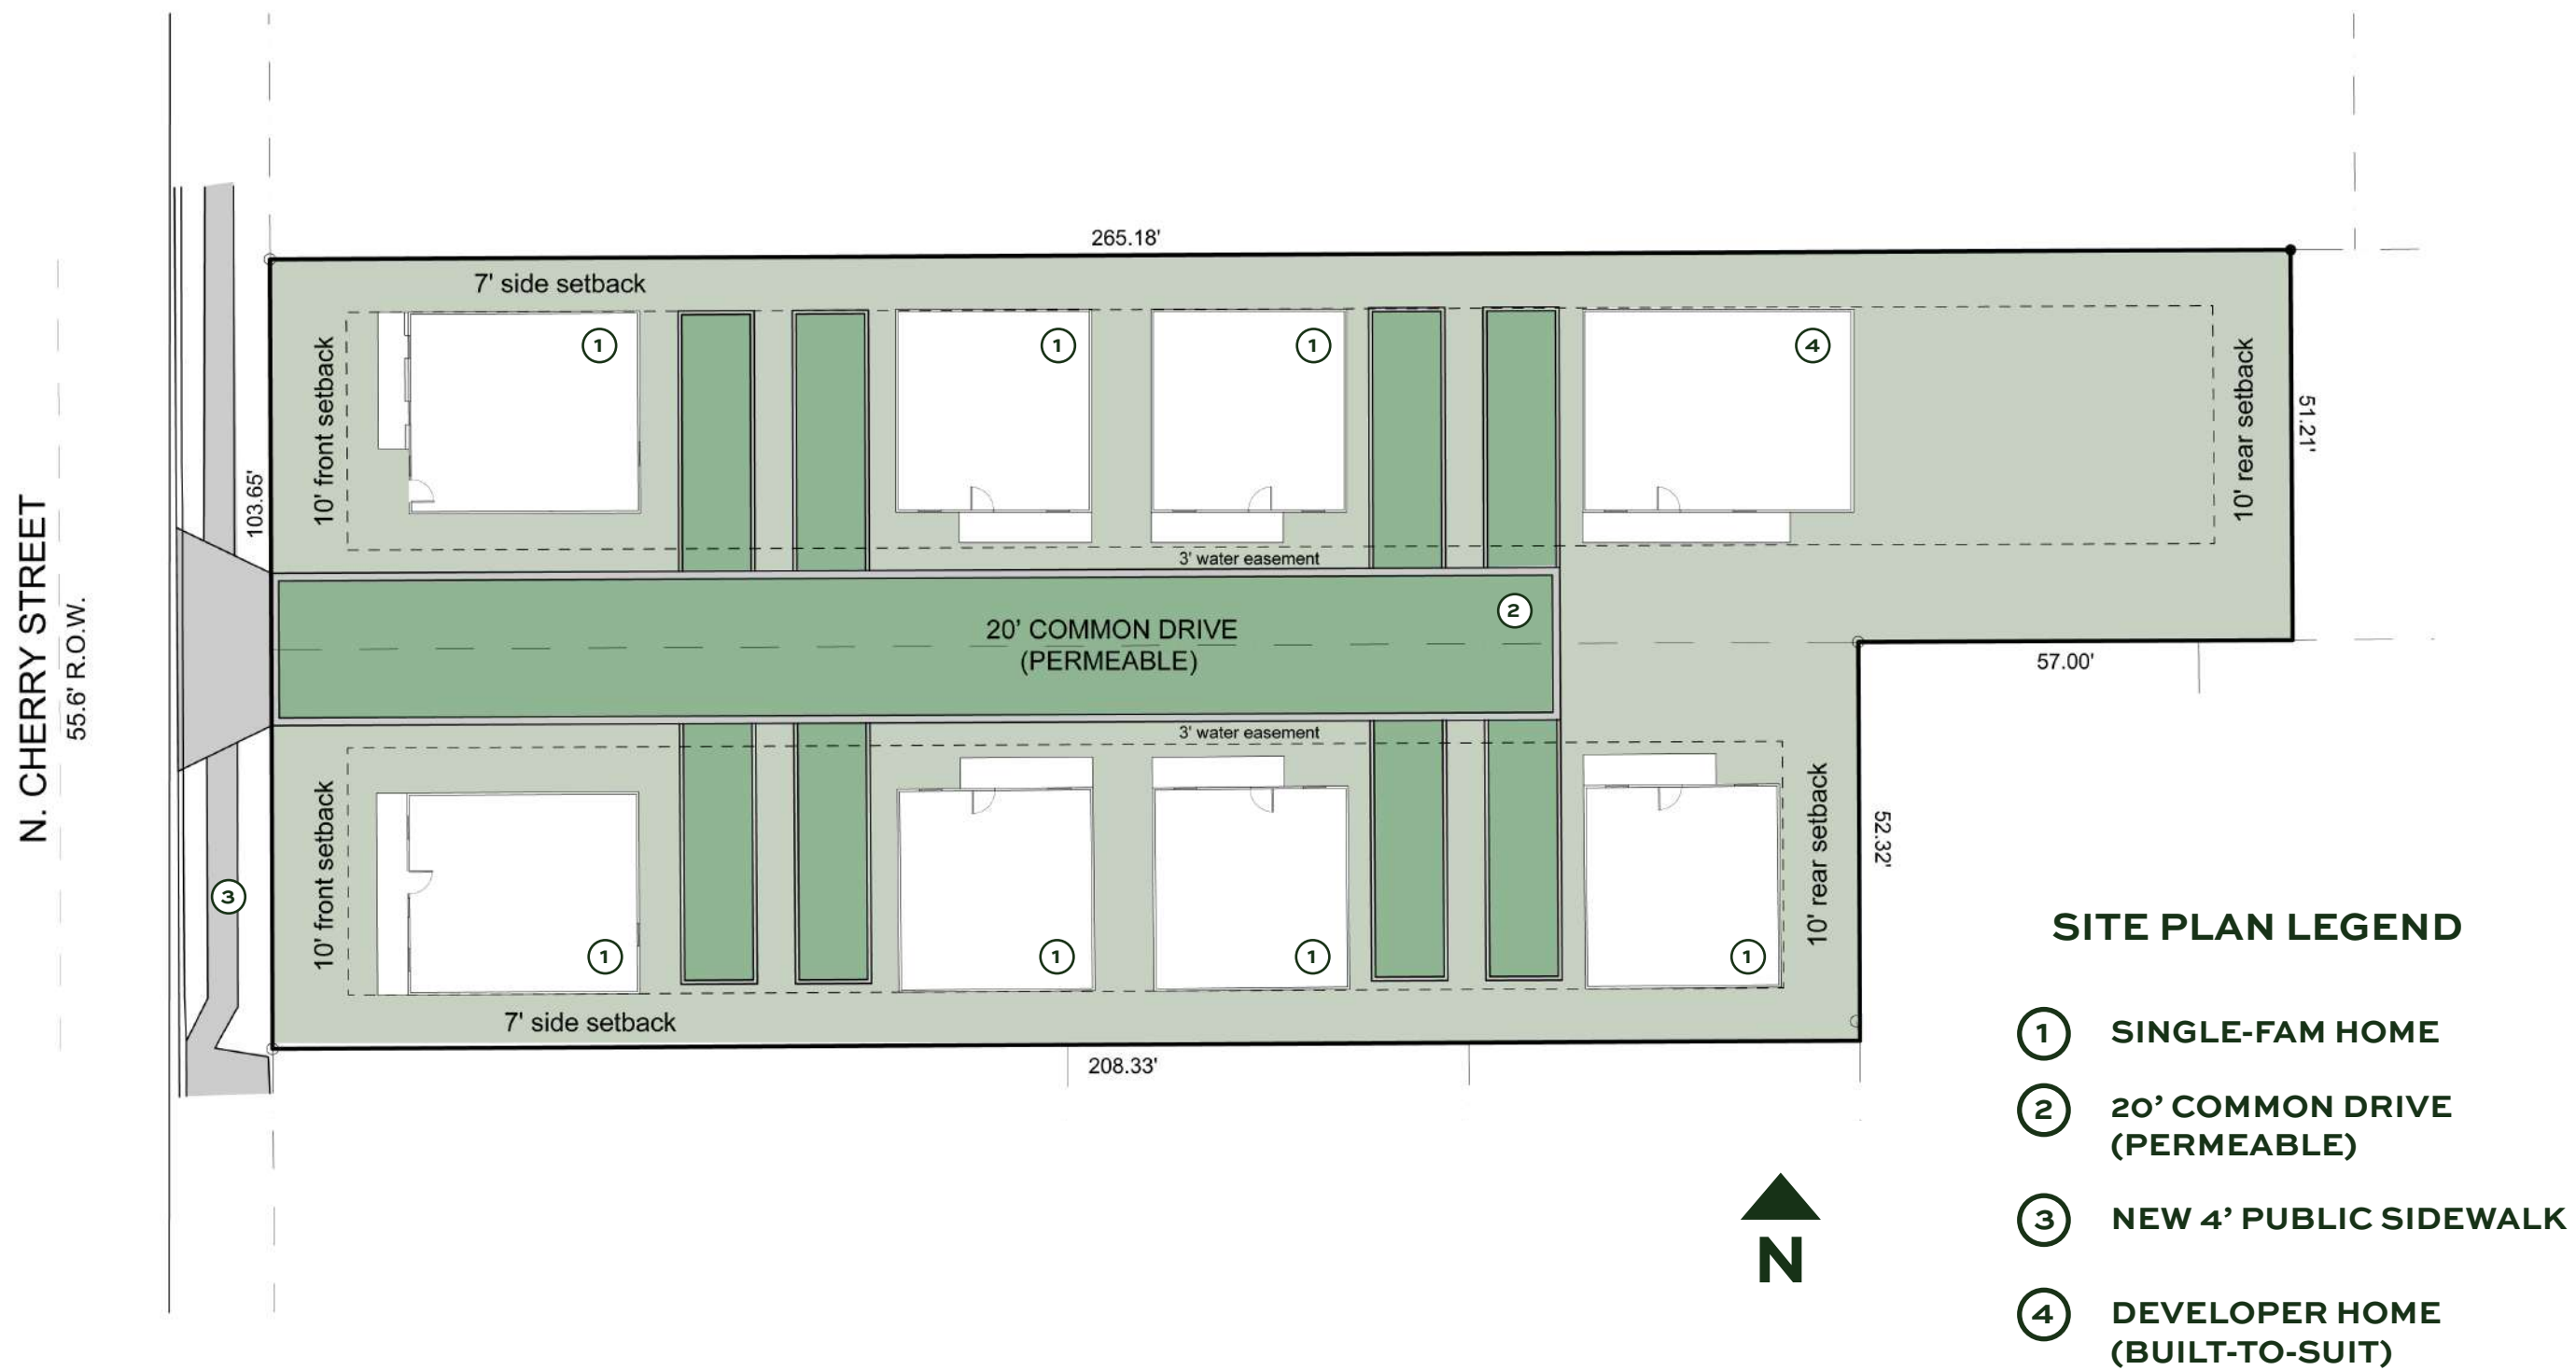 265.18'
7' side setback
1
1
1
4
10' front setback
10' rear setback
51.21'
103.65'
3' water easement
N. CHERRY STREET
55.6' R.O.W.
2
20' COMMON DRIVE
(PERMEABLE)
57.00'
3' water easement
10' front setback
10' rear setback
52.32'
3
1
1
1
1
7' side setback
208.33'
N
SITE PLAN LEGEND
1 SINGLE-FAM HOME
2 20’ COMMON DRIVE
(PERMEABLE)
3 NEW 4’ PUBLIC SIDEWALK
4 DEVELOPER HOME
(BUILT-TO-SUIT)